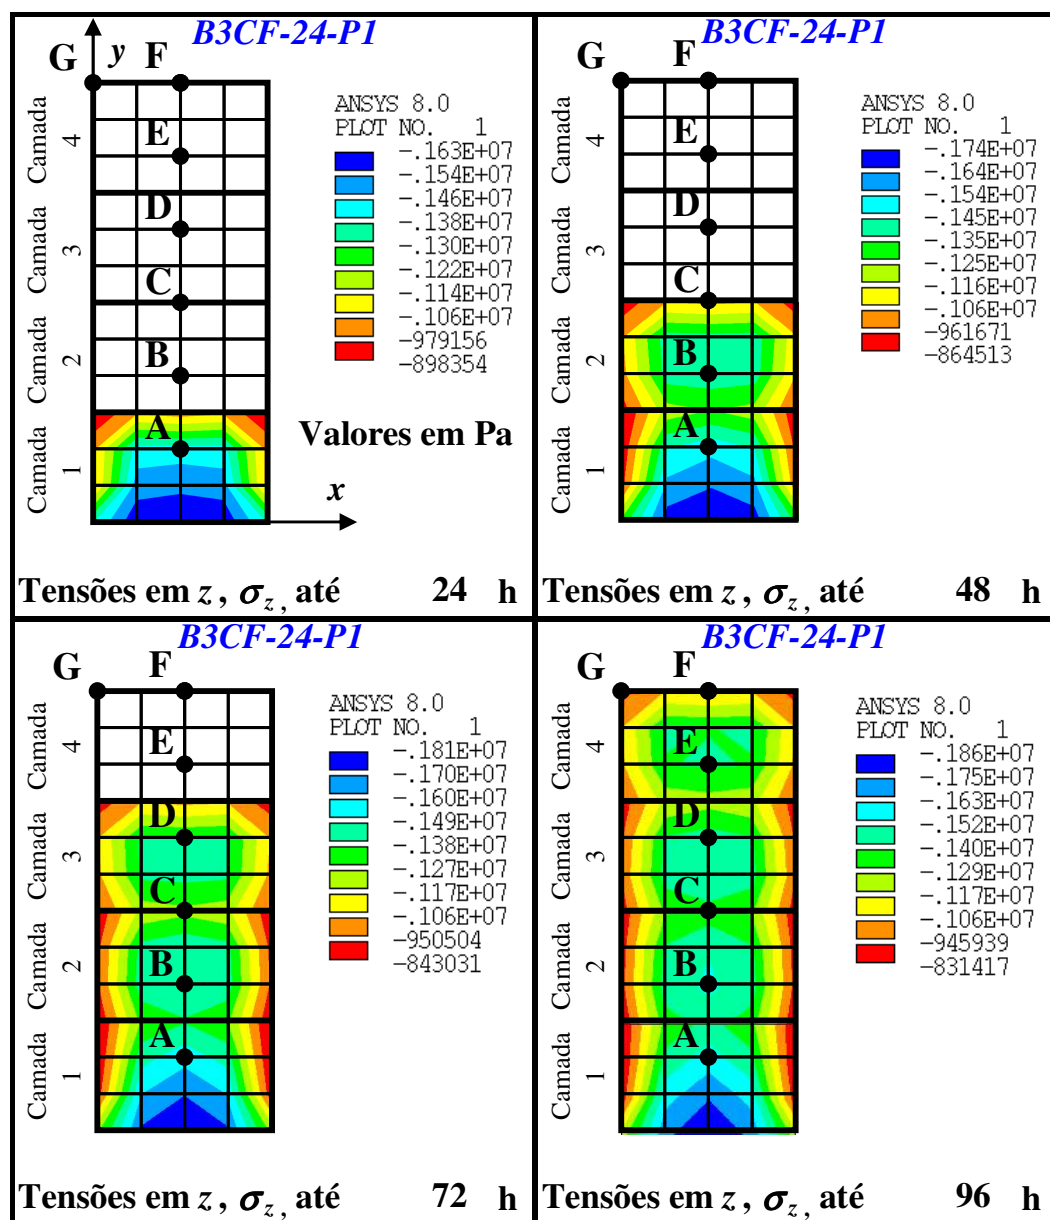 B3CF-24-P1
G y F
E
D
C
B
A
x
Camada 4
Camada 3
Camada 2
Camada 1
ANSYS 8.0
PLOT NO. 1
-.163E+07
-.154E+07
-.146E+07
-.138E+07
-.130E+07
-.122E+07
-.114E+07
-.106E+07
-979156
-898354
Valores em Pa
Tensões em z , σz , até 24 h
B3CF-24-P1
G F
E
D
C
B
A
Camada 4
Camada 3
Camada 2
Camada 1
ANSYS 8.0
PLOT NO. 1
-.174E+07
-.164E+07
-.154E+07
-.145E+07
-.135E+07
-.125E+07
-.116E+07
-.106E+07
-961671
-864513
Tensões em z , σz , até 48 h
B3CF-24-P1
G F
E
D
C
B
A
Camada 4
Camada 3
Camada 2
Camada 1
ANSYS 8.0
PLOT NO. 1
-.181E+07
-.170E+07
-.160E+07
-.149E+07
-.138E+07
-.127E+07
-.117E+07
-.106E+07
-950504
-843031
Tensões em z , σz , até 72 h
B3CF-24-P1
G F
E
D
C
B
A
Camada 4
Camada 3
Camada 2
Camada 1
ANSYS 8.0
PLOT NO. 1
-.186E+07
-.175E+07
-.163E+07
-.152E+07
-.140E+07
-.129E+07
-.117E+07
-.106E+07
-945939
-831417
Tensões em z , σz , até 96 h